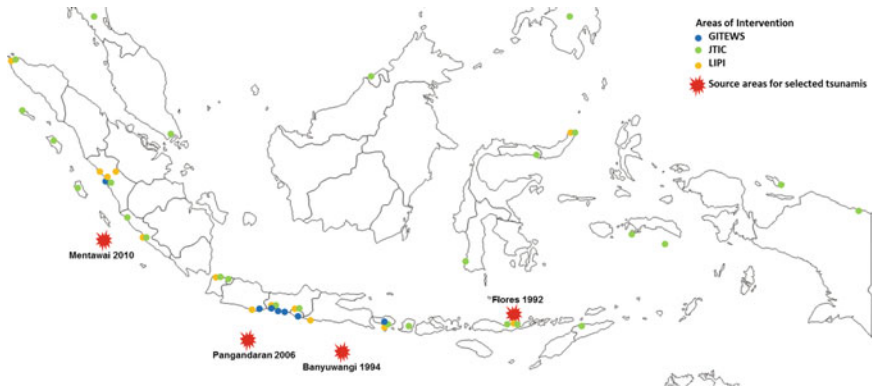 Areas of Intervention
GITEWS
JTIC
LIPI
Source areas for selected tsunamis
Mentawai 2010
Flores 1992
Pangandaran 2006
Banyuwangi 1994